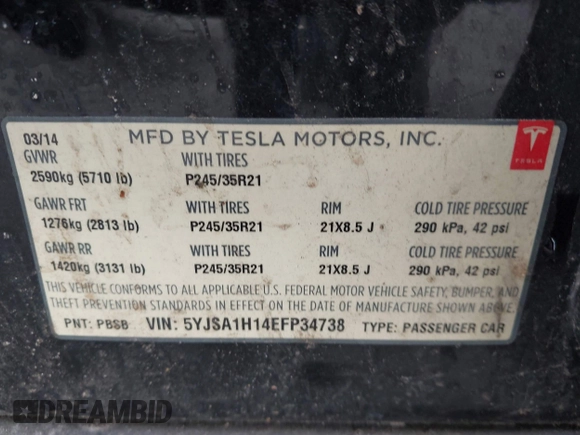 03/14 MFD BY TESLA MOTORS, INC.
GVWR WITH TIRES
2590kg (5710 lb) P245/35R21
TESLA
GAWR FRT WITH TIRES RIM COLD TIRE PRESSURE
1276kg (2813 lb) P245/35R21 21X8.5 J 290 kPa, 42 psi
GAWR RR WITH TIRES RIM COLD TIRE PRESSURE
1420kg (3131 lb) P245/35R21 21X8.5 J 290 kPa, 42 psi
THIS VEHICLE CONFORMS TO ALL APPLICABLE U.S. FEDERAL MOTOR VEHICLE SAFETY, BUMPER, AND
THEFT PREVENTION STANDARDS IN EFFECT ON THE DATE OF MANUFACTURE SHOWN ABOVE.
PNT: PBSB VIN: 5YJSA1H14EFP34738 TYPE: PASSENGER CAR
DREAMBID